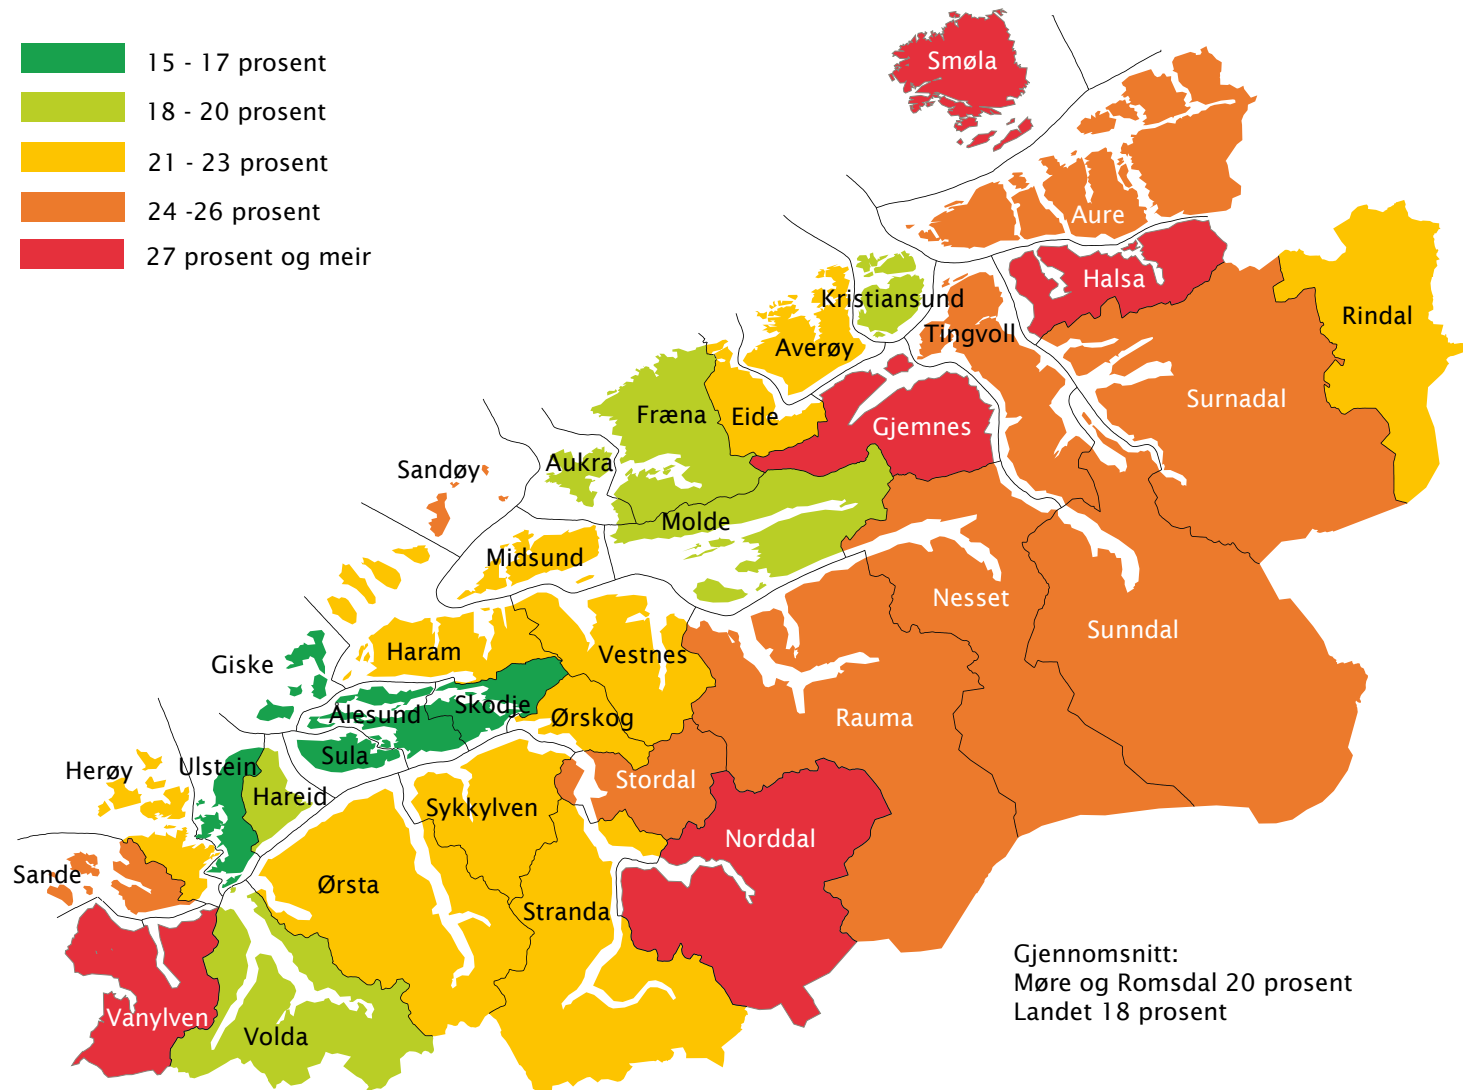 15 - 17 prosent
18 - 20 prosent
21 - 23 prosent
24 -26 prosent
27 prosent og meir
Smøla
Aure
Halsa
Kristiansund
Rindal
Tingvoll
Averøy
Surnadal
Fræna
Eide
Gjemnes
Aukra
Sandøy
Molde
Midsund
Nesset
Sunndal
Haram
Vestnes
Giske
Skodje
Ålesund
Ørskog
Rauma
Sula
Ulstein
Herøy
Stordal
Hareid
Sykkylven
Norddal
Sande
Ørsta
Stranda
Vanylven
Volda
Gjennomsnitt:
Møre og Romsdal 20 prosent
Landet 18 prosent